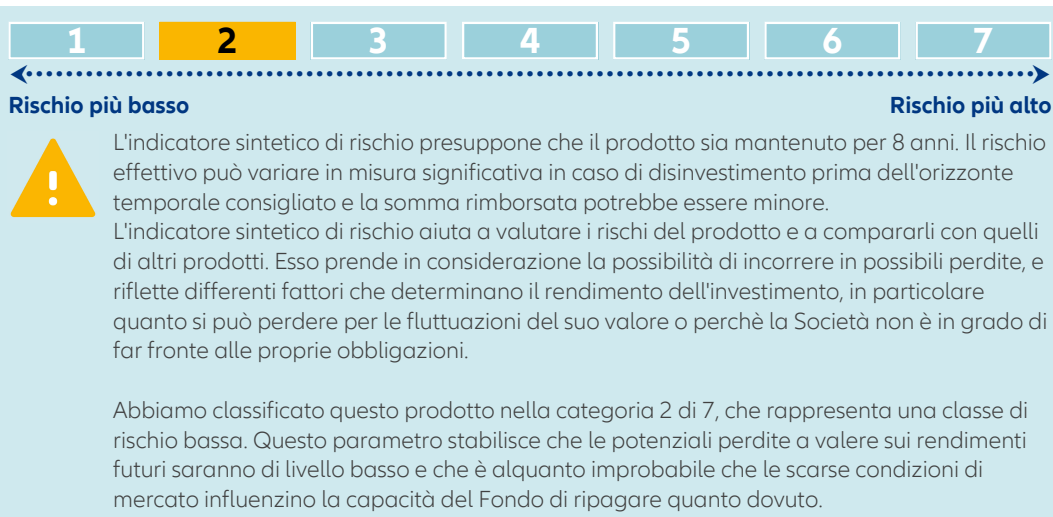 1 2 3 4 5 6 7
Rischio più basso Rischio più alto
L'indicatore sintetico di rischio presuppone che il prodotto sia mantenuto per 8 anni. Il rischio
effettivo può variare in misura significativa in caso di disinvestimento prima dell'orizzonte
temporale consigliato e la somma rimborsata potrebbe essere minore.
L'indicatore sintetico di rischio aiuta a valutare i rischi del prodotto e a compararli con quelli
di altri prodotti. Esso prende in considerazione la possibilità di incorrere in possibili perdite, e
riflette differenti fattori che determinano il rendimento dell'investimento, in particolare
quanto si può perdere per le fluttuazioni del suo valore o perchè la Società non è in grado di
far fronte alle proprie obbligazioni.
Abbiamo classificato questo prodotto nella categoria 2 di 7, che rappresenta una classe di
rischio bassa. Questo parametro stabilisce che le potenziali perdite a valere sui rendimenti
futuri saranno di livello basso e che è alquanto improbabile che le scarse condizioni di
mercato influenzino la capacità del Fondo di ripagare quanto dovuto.